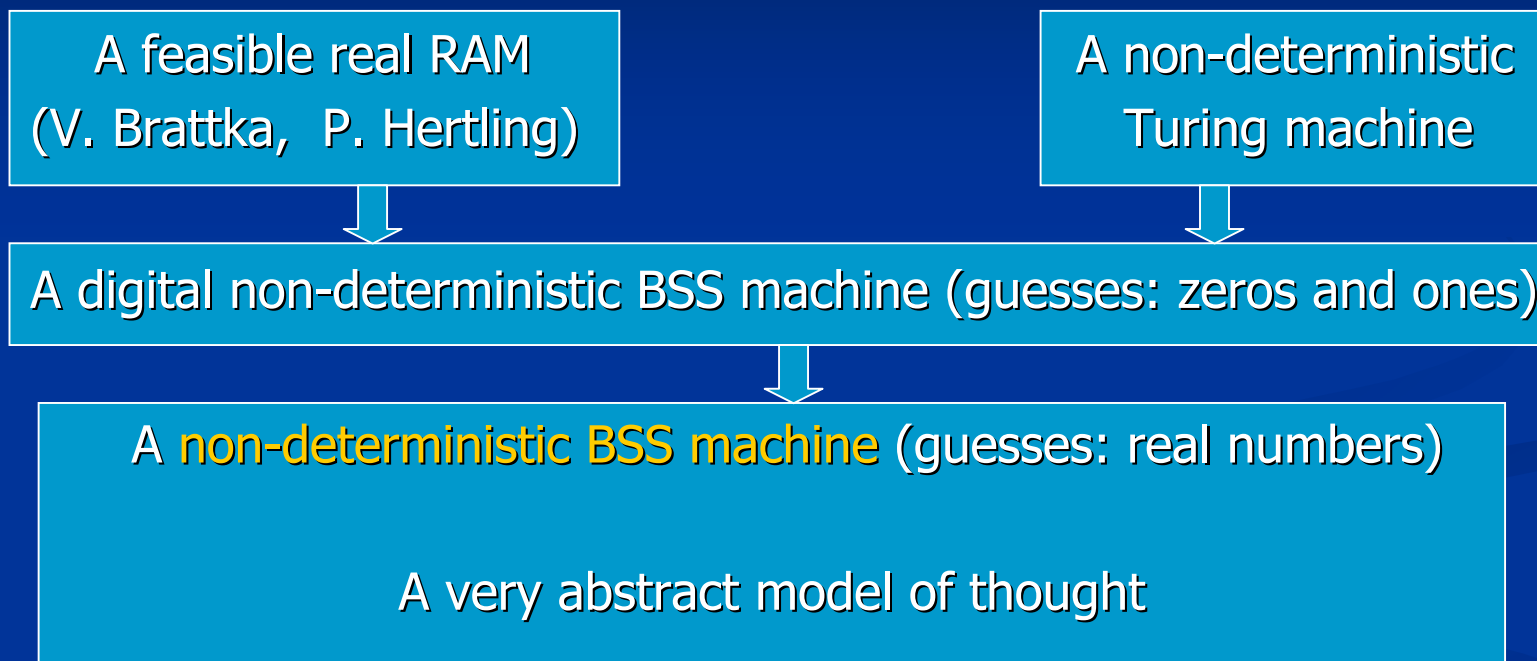 A feasible real RAM
(V. Brattka, P. Hertling)
A non-deterministic
Turing machine
A digital non-deterministic BSS machine (guesses: zeros and ones)
A non-deterministic BSS machine (guesses: real numbers)
A very abstract model of thought